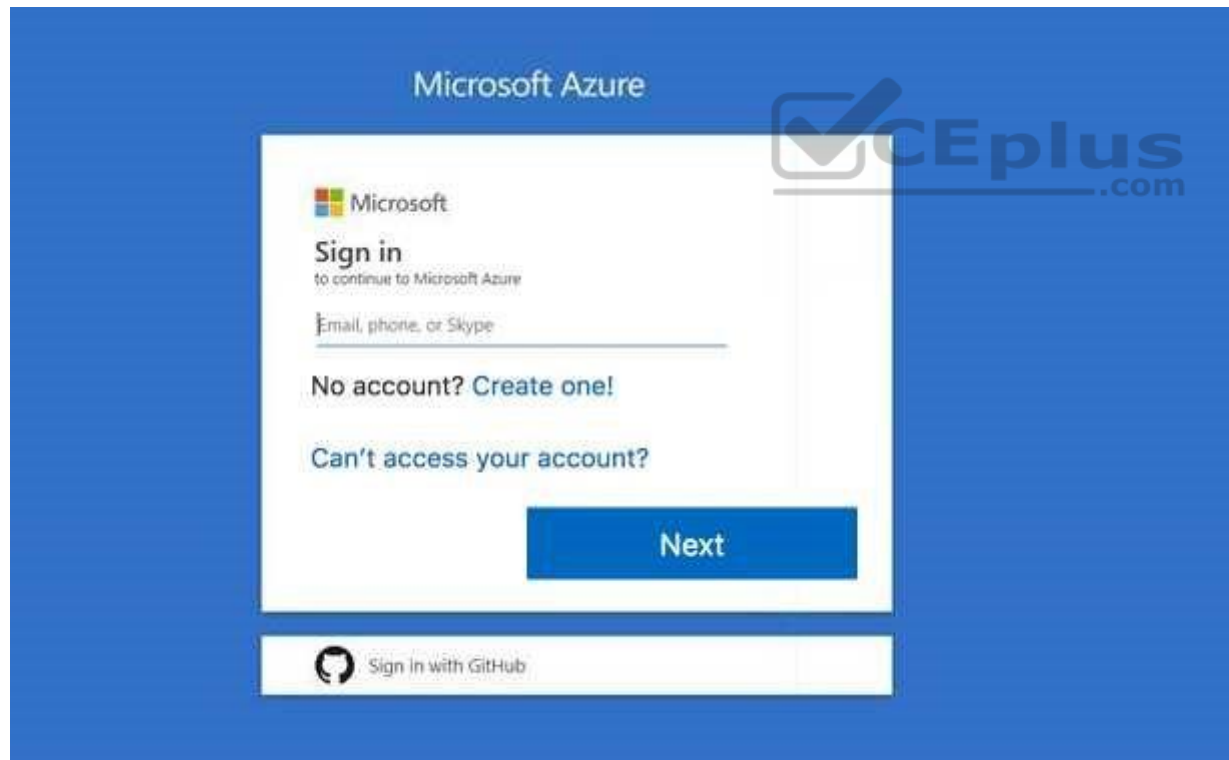 Microsoft Azure
VCEplus
.com
Microsoft
Sign in
to continue to Microsoft Azure
Email, phone, or Skype
No account? Create one!
Can't access your account?
Next
Sign in with GitHub